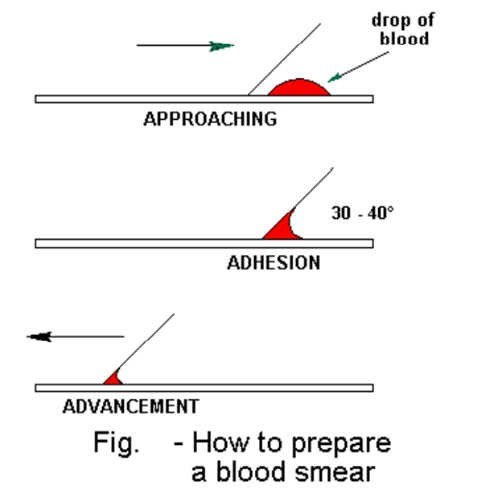 drop of
blood
APPROACHING
30 - 40°
ADHESION
ADVANCEMENT
Fig. - How to prepare
a blood smear